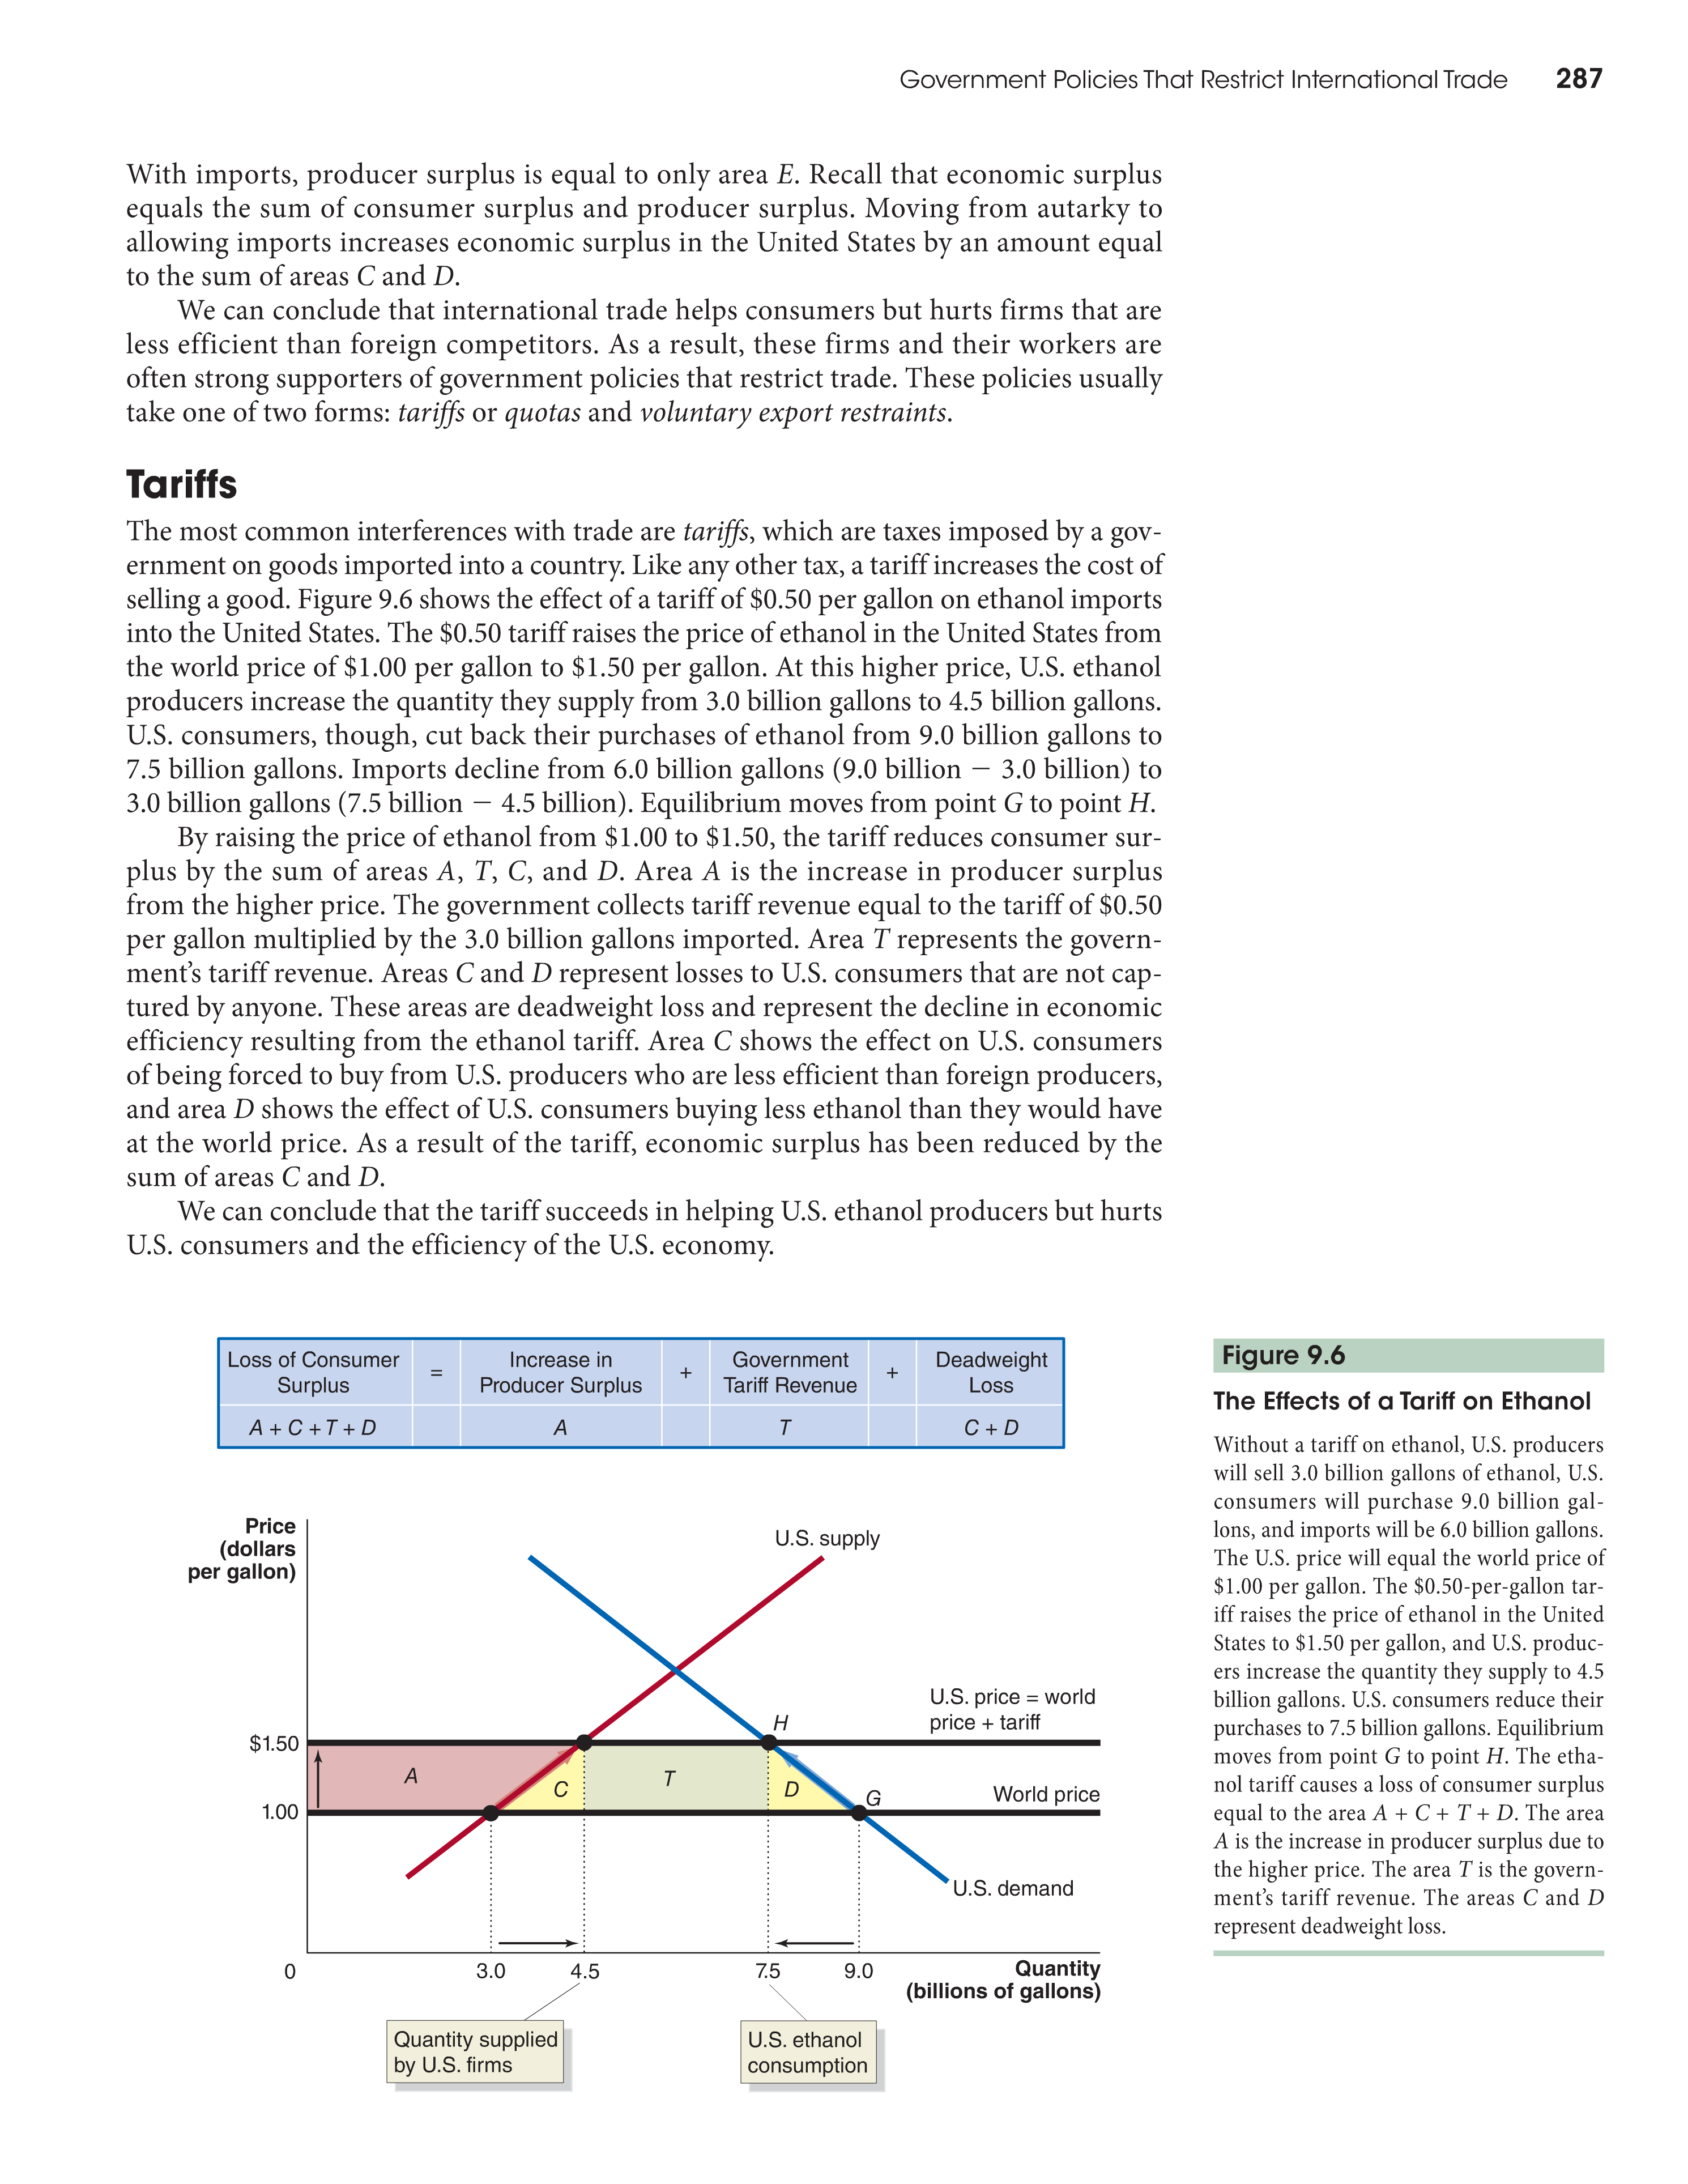 Government Policies That Restrict International Trade 287
With imports, producer surplus is equal to only area E. Recall that economic surplus
equals the sum of consumer surplus and producer surplus. Moving from autarky to
allowing imports increases economic surplus in the United States by an amount equal
to the sum of areas C and D.
We can conclude that international trade helps consumers but hurts firms that are
less efficient than foreign competitors. As a result, these firms and their workers are
often strong supporters of government policies that restrict trade. These policies usually
take one of two forms: tariffs or quotas and voluntary export restraints.
Tariffs
The most common interferences with trade are tariffs, which are taxes imposed by a gov-
ernment on goods imported into a country. Like any other tax, a tariff increases the cost of
selling a good. Figure 9.6 shows the effect of a tariff of $0.50 per gallon on ethanol imports
into the United States. The $0.50 tariff raises the price of ethanol in the United States from
the world price of $1.00 per gallon to $1.50 per gallon. At this higher price, U.S. ethanol
producers increase the quantity they supply from 3.0 billion gallons to 4.5 billion gallons.
U.S. consumers, though, cut back their purchases of ethanol from 9.0 billion gallons to
7.5 billion gallons. Imports decline from 6.0 billion gallons (9.0 billion − 3.0 billion) to
3.0 billion gallons (7.5 billion − 4.5 billion). Equilibrium moves from point G to point H.
By raising the price of ethanol from $1.00 to $1.50, the tariff reduces consumer sur-
plus by the sum of areas A, T, C, and D. Area A is the increase in producer surplus
from the higher price. The government collects tariff revenue equal to the tariff of $0.50
per gallon multiplied by the 3.0 billion gallons imported. Area T represents the govern-
ment's tariff revenue. Areas C and D represent losses to U.S. consumers that are not cap-
tured by anyone. These areas are deadweight loss and represent the decline in economic
efficiency resulting from the ethanol tariff. Area C shows the effect on U.S. consumers
of being forced to buy from U.S. producers who are less efficient than foreign producers,
and area D shows the effect of U.S. consumers buying less ethanol than they would have
at the world price. As a result of the tariff, economic surplus has been reduced by the
sum of areas C and D.
We can conclude that the tariff succeeds in helping U.S. ethanol producers but hurts
U.S. consumers and the efficiency of the U.S. economy.
Loss of Consumer
Surplus
=
Increase in
Producer Surplus
+
Government
Tariff Revenue
+
Deadweight
Loss
A + C + T + D
A
T
C + D
Price
(dollars
per gallon)
U.S. supply
U.S. price = world
price + tariff
H
$1.50
A
C
T
D
G
World price
1.00
U.S. demand
0
3.0
4.5
7.5
9.0
Quantity
(billions of gallons)
Quantity supplied
by U.S. firms
U.S. ethanol
consumption
Figure 9.6
The Effects of a Tariff on Ethanol
Without a tariff on ethanol, U.S. producers
will sell 3.0 billion gallons of ethanol, U.S.
consumers will purchase 9.0 billion gal-
lons, and imports will be 6.0 billion gallons.
The U.S. price will equal the world price of
$1.00 per gallon. The $0.50-per-gallon tar-
iff raises the price of ethanol in the United
States to $1.50 per gallon, and U.S. produc-
ers increase the quantity they supply to 4.5
billion gallons. U.S. consumers reduce their
purchases to 7.5 billion gallons. Equilibrium
moves from point G to point H. The etha-
nol tariff causes a loss of consumer surplus
equal to the area A + C + T + D. The area
A is the increase in producer surplus due to
the higher price. The area T is the govern-
ment's tariff revenue. The areas C and D
represent deadweight loss.